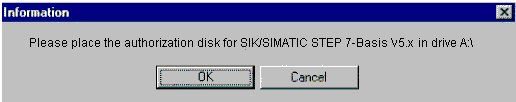 Information
Please place the authorization disk for SIK/SIMATIC STEP 7-Basis V5.x in drive A:\
OK Cancel